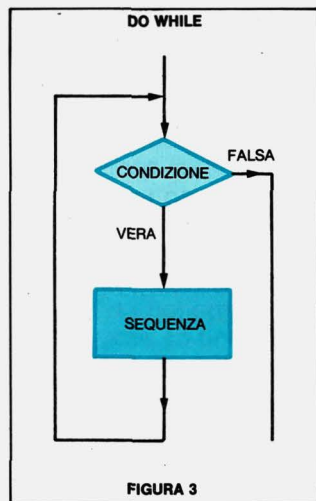 DO WHILE
CONDIZIONE
FALSA
VERA
SEQUENZA
FIGURA 3